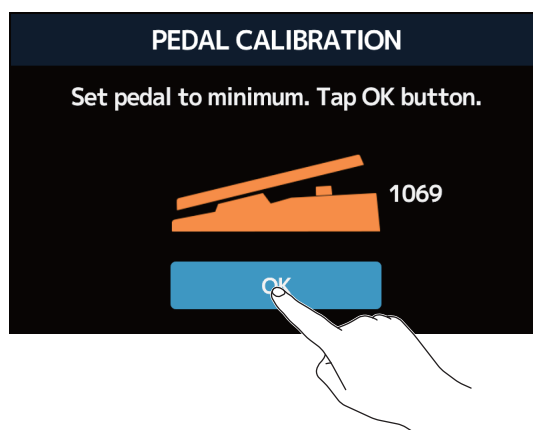 PEDAL CALIBRATION
Set pedal to minimum. Tap OK button.
1069
OK